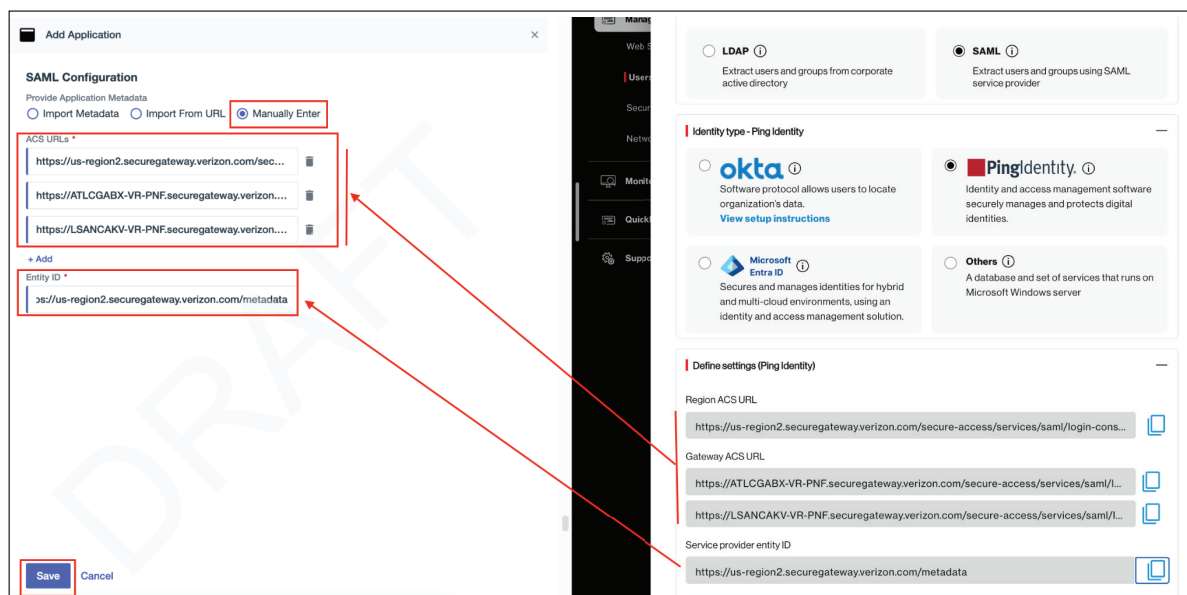 Add Application
×
SAML Configuration
Provide Application Metadata
Import Metadata Import From URL Manually Enter
ACS URLs *
https://us-region2.securegateway.verizon.com/sec...
https://ATLCGABX-VR-PNF.securegateway.verizon....
https://LSANCAKV-VR-PNF.securegateway.verizon....
+ Add
Entity ID *
os://us-region2.securegateway.verizon.com/metadata
DRAFT
Save Cancel
Manag
Web S
Users
Secur
Netwo
Monito
Quickl
Suppo
LDAP
Extract users and groups from corporate
active directory
SAML
Extract users and groups using SAML
service provider
Identity type - Ping Identity
okta
Software protocol allows users to locate
organization's data.
View setup instructions
PingIdentity.
Identity and access management software
securely manages and protects digital
identities.
Microsoft
Entra ID
Secures and manages identities for hybrid
and multi-cloud environments, using an
identity and access management solution.
Others
A database and set of services that runs on
Microsoft Windows server
Define settings (Ping Identity)
Region ACS URL
https://us-region2.securegateway.verizon.com/secure-access/services/saml/login-cons...
Gateway ACS URL
https://ATLCGABX-VR-PNF.securegateway.verizon.com/secure-access/services/saml/l...
https://LSANCAKV-VR-PNF.securegateway.verizon.com/secure-access/services/saml/l...
Service provider entity ID
https://us-region2.securegateway.verizon.com/metadata